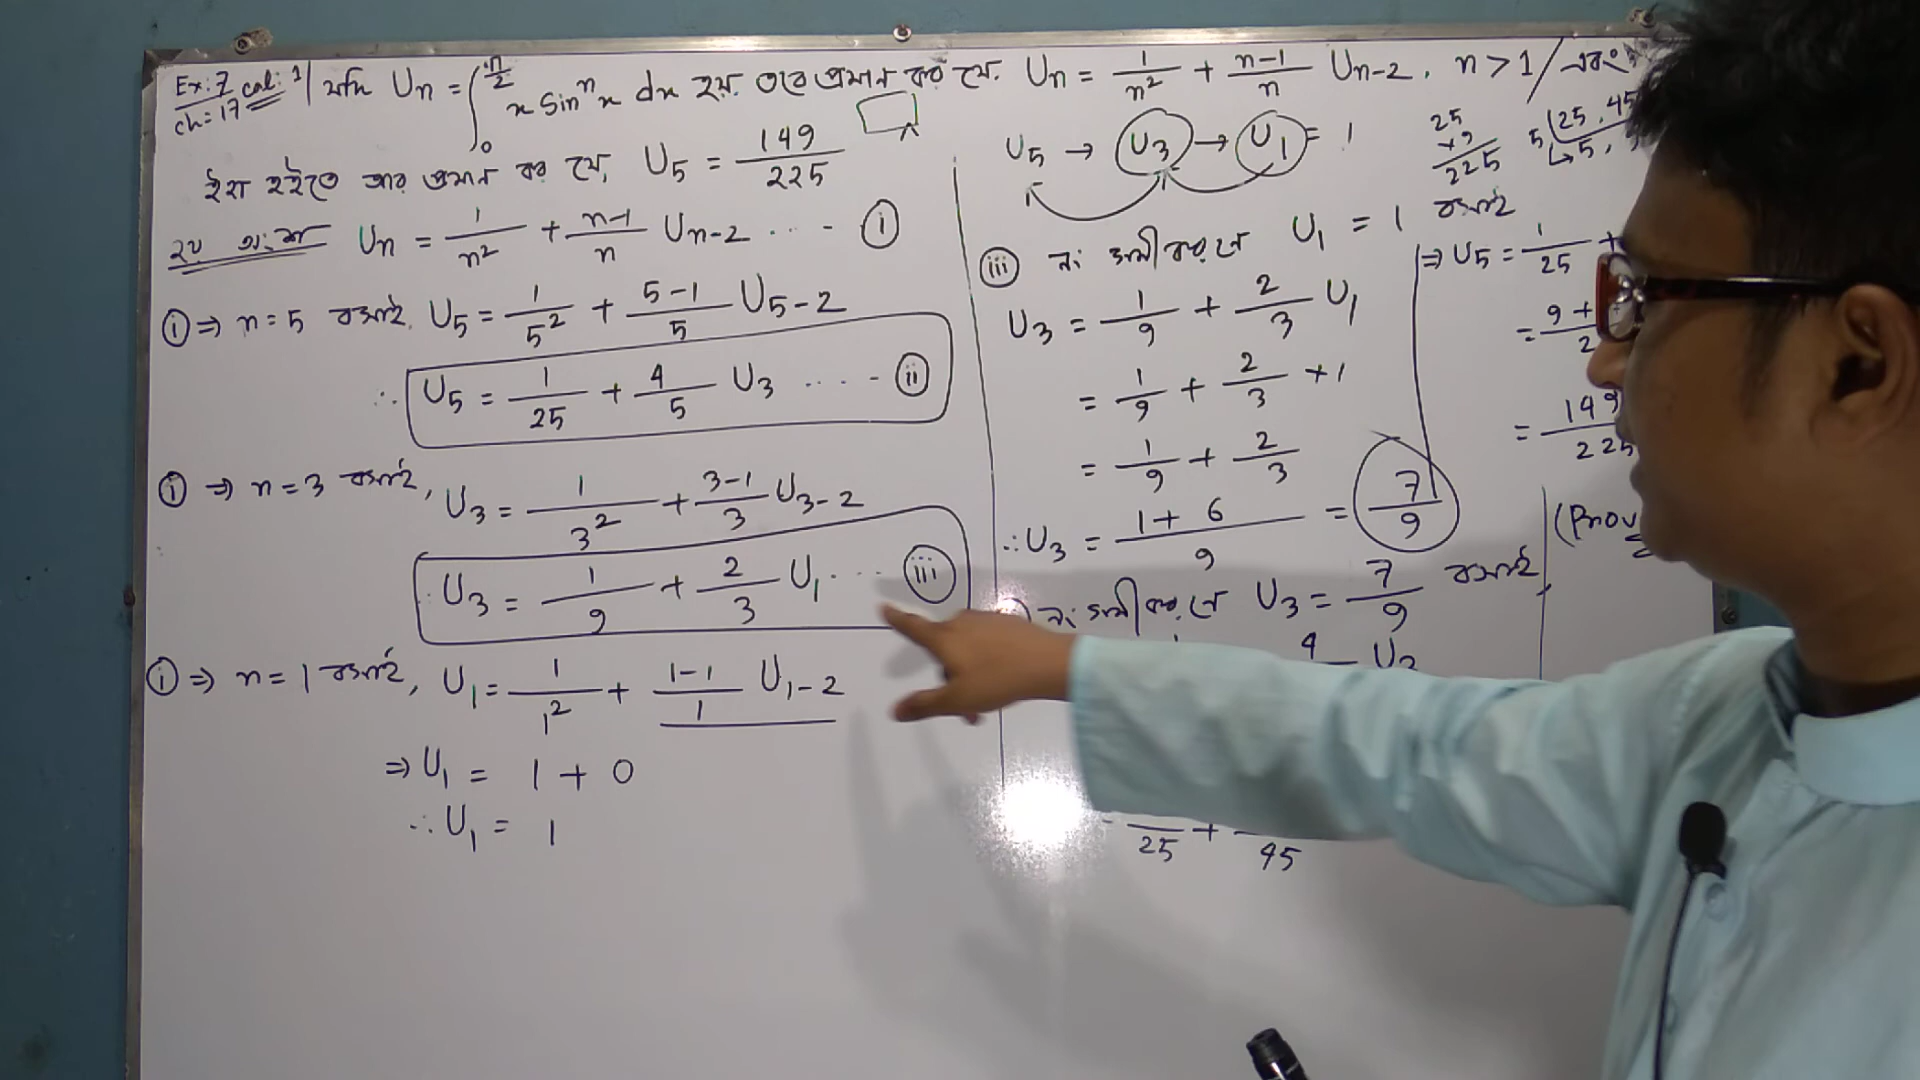 Ex: 7 cal: 1 | যদি Un = ∫₀^(π/2) x Sinⁿx dx হয়. তবে প্রমান কর যে. Un = 1/n² + n-1/n Un-2 . n > 1 / এবং
ch: 17
ইহা হইতে আর প্রমান কর যে, U5 = 149/225
২য় অংশ Un = 1/n² + n-1/n Un-2 ... - (i)
(i) ⇒ n = 5 বসাই, U5 = 1/5² + 5-1/5 U5-2
∴ U5 = 1/25 + 4/5 U3 .... - (ii)
(i) ⇒ n = 3 বসাই, U3 = 1/3² + 3-1/3 U3-2
∴ U3 = 1/9 + 2/3 U1 ... (iii)
(i) ⇒ n = 1 বসাই, U1 = 1/1² + 1-1/1 U1-2
⇒ U1 = 1 + 0
∴ U1 = 1
U5 → U3 → U1 = 1
25
×9
225
5 25, 45
5,
(iii) নং সমীকরণে U1 = 1 বসাই
U3 = 1/9 + 2/3 U1
= 1/9 + 2/3 + 1
= 1/9 + 2/3
∴ U3 = 1 + 6/9 = 7/9
নং সমীকরণে U3 = 7/9 বসাই,
4 U3
25 + 45
⇒ U5 = 1/25 +
= 9 +
2
= 149/225
(Prov